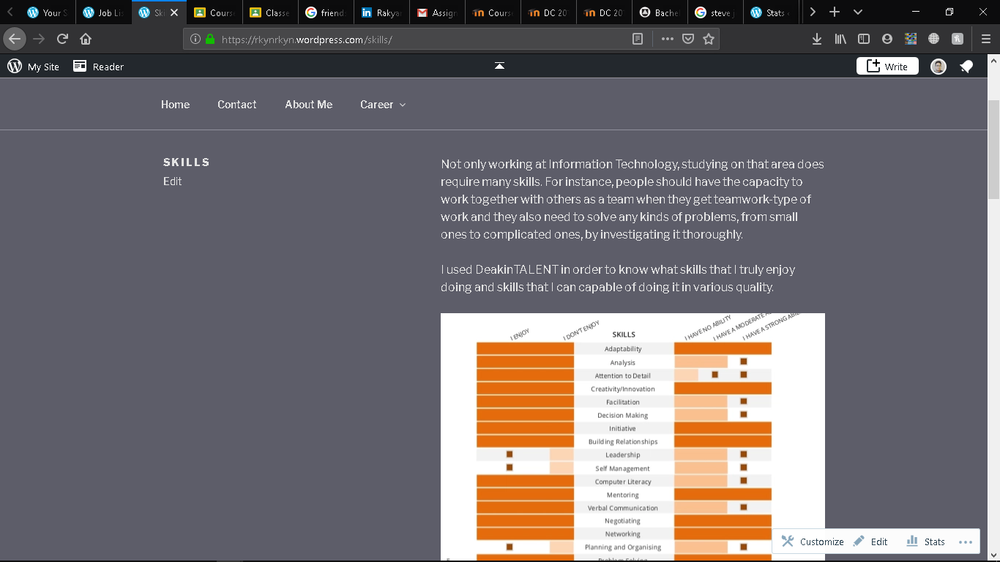 Your S
Job Lis
Sk
Course
Classe
friend
Rakya
Assign
Course
DC 20
DC 20
Bachel
steve j
Stats
https://rkynrkyn.wordpress.com/skills/
My Site
Reader
Write
Home
Contact
About Me
Career
SKILLS
Edit
Not only working at Information Technology, studying on that area does
require many skills. For instance, people should have the capacity to
work together with others as a team when they get teamwork-type of
work and they also need to solve any kinds of problems, from small
ones to complicated ones, by investigating it thoroughly.
I used DeakinTALENT in order to know what skills that I truly enjoy
doing and skills that I can capable of doing it in various quality.
I ENJOY
I DON'T ENJOY
SKILLS
I HAVE NO ABILITY
I HAVE A MODERATE A
I HAVE A STRONG ABI
Adaptability
Analysis
Attention to Detail
Creativity/Innovation
Facilitation
Decision Making
Initiative
Building Relationships
Leadership
Self Management
Computer Literacy
Mentoring
Verbal Communication
Negotiating
Networking
Planning and Organising
Problem Solving
Customize
Edit
Stats